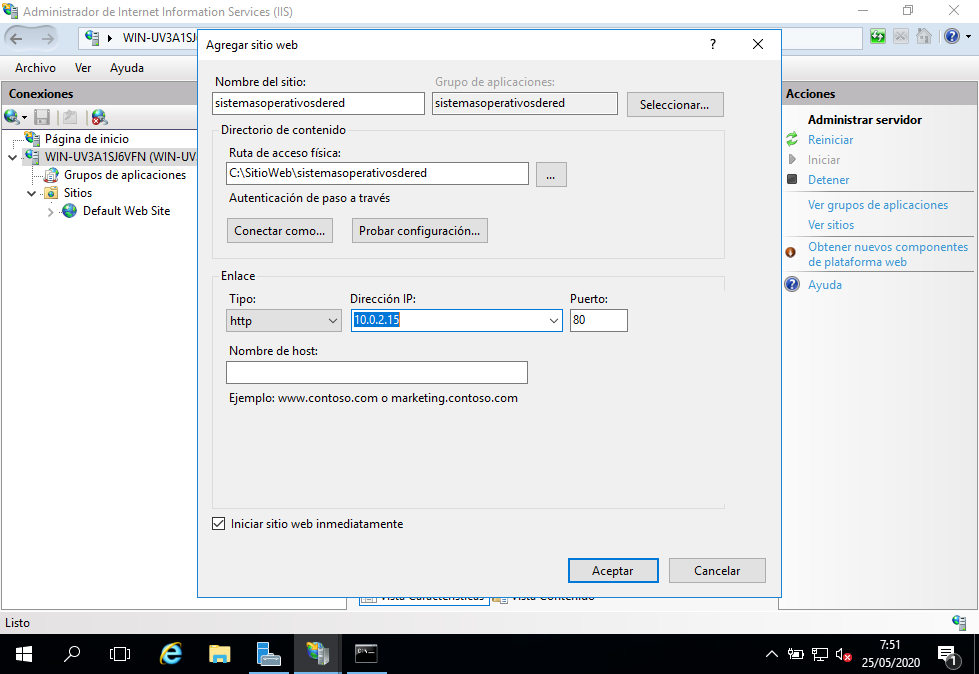 Administrador de Internet Information Services (IIS)
WIN-UV3A1SJ
Archivo Ver Ayuda
Conexiones
Página de inicio
WIN-UV3A1SJ6VFN (WIN-UV
Grupos de aplicaciones
Sitios
Default Web Site
Agregar sitio web
?
Nombre del sitio:
Grupo de aplicaciones:
sistemasoperativosdered
sistemasoperativosdered
Seleccionar...
Directorio de contenido
Ruta de acceso física:
C:\SitioWeb\sistemasoperativosdered
...
Autenticación de paso a través
Conectar como...
Probar configuración...
Enlace
Tipo:
Dirección IP:
Puerto:
http
10.0.2.15
80
Nombre de host:
Ejemplo: www.contoso.com o marketing.contoso.com
Iniciar sitio web inmediatamente
Aceptar
Cancelar
Vista Características
Vista Contenido
Acciones
Administrar servidor
Reiniciar
Iniciar
Detener
Ver grupos de aplicaciones
Ver sitios
Obtener nuevos componentes
de plataforma web
Ayuda
Listo
7:51
25/05/2020
1